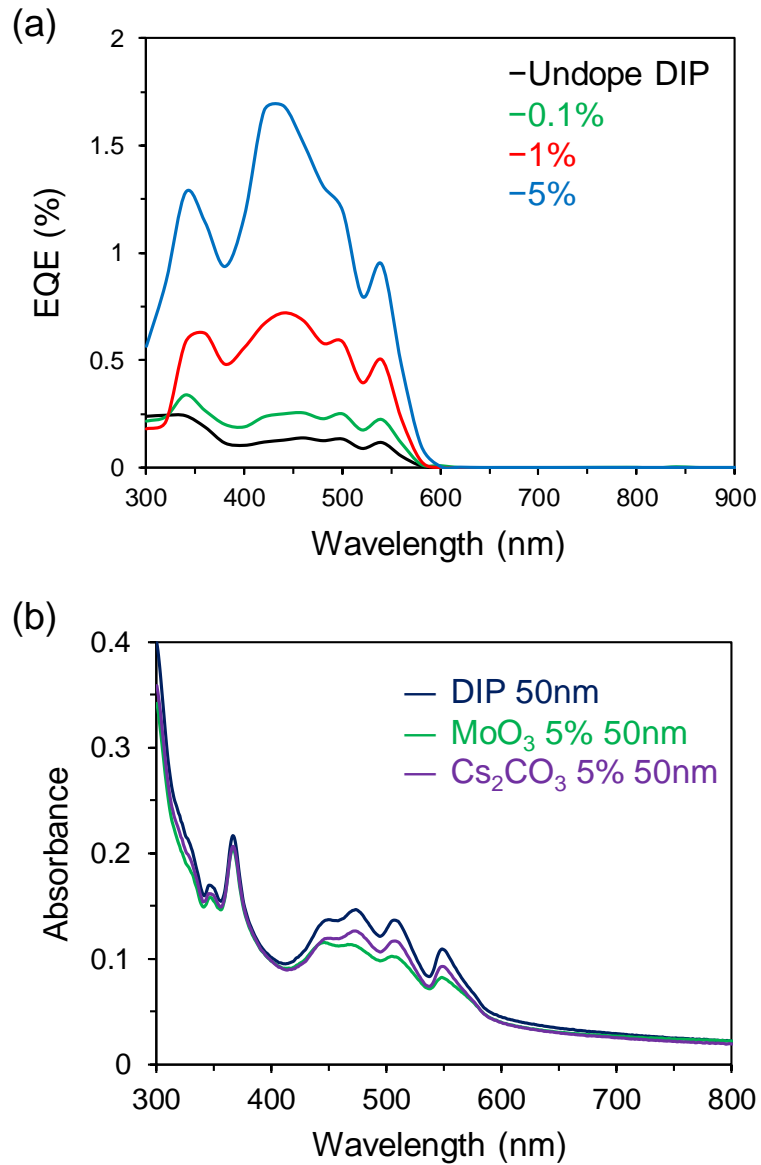 (a)
2
1.5
1
0.5
0
EQE (%)
−Undope DIP
−0.1%
−1%
−5%
300 400 500 600 700 800 900
Wavelength (nm)
(b)
0.4
0.3
0.2
0.1
0
Absorbance
DIP 50nm
MoO₃ 5% 50nm
Cs₂CO₃ 5% 50nm
300 400 500 600 700 800
Wavelength (nm)